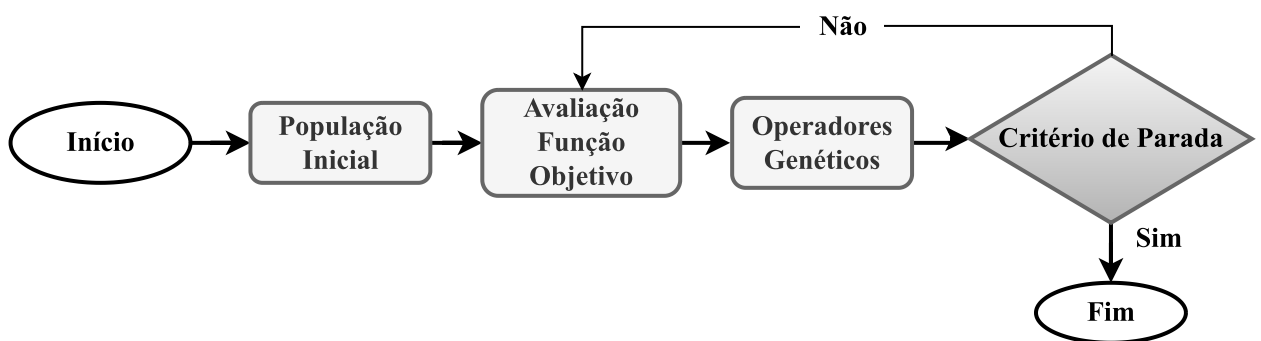 Não
Início
População
Inicial
Avaliação
Função
Objetivo
Operadores
Genéticos
Critério de Parada
Sim
Fim